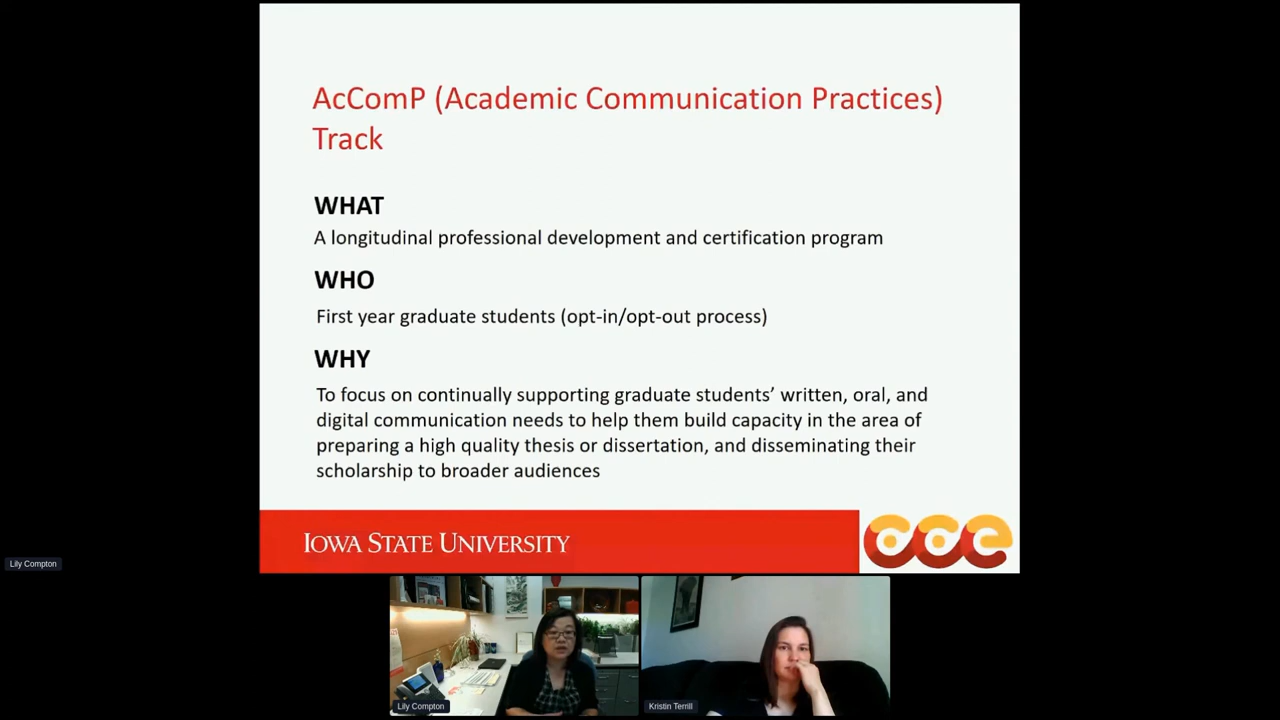 AcComP (Academic Communication Practices)
Track
WHAT
A longitudinal professional development and certification program
WHO
First year graduate students (opt-in/opt-out process)
WHY
To focus on continually supporting graduate students’ written, oral, and
digital communication needs to help them build capacity in the area of
preparing a high quality thesis or dissertation, and disseminating their
scholarship to broader audiences
IOWA STATE UNIVERSITY
cce
Lily Compton
Lily Compton
Kristin Terrill